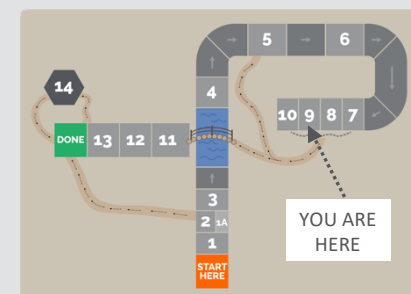 5 6
14
4
10 9 8 7
DONE 13 12 11
3
2 1A
1
YOU ARE
HERE
START
HERE